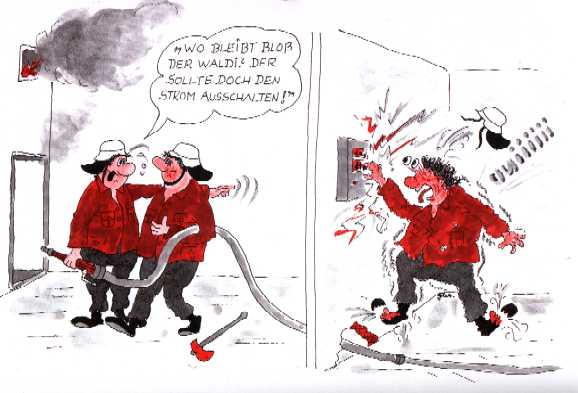 "WO BLEIBT BLOß
DER WALDI? DER
SOLLTE DOCH DEN
STROM AUSSCHALTEN!"